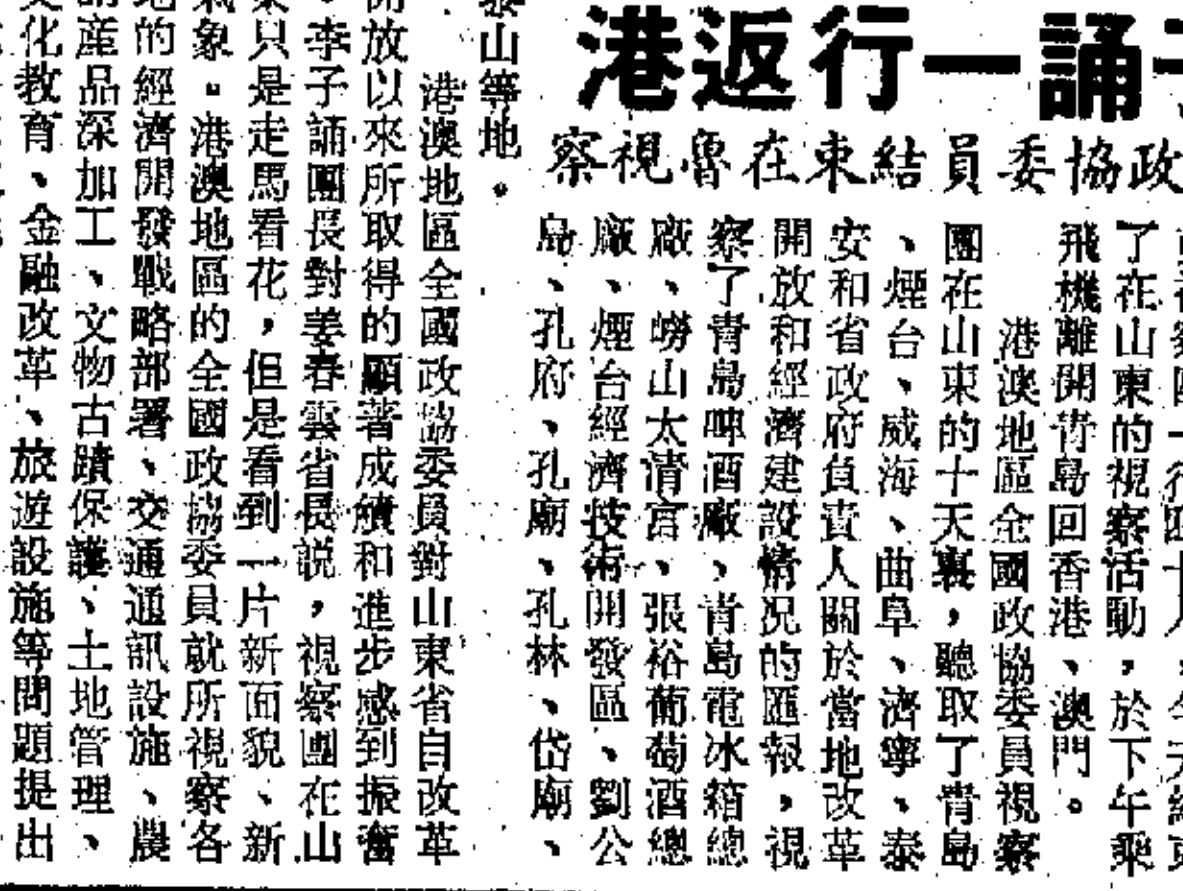 誦一行返港
政協委員結束在魯視察
了在山東的視察活動，於下午乘
飛機離開青島回香港、澳門。
港澳地區全國政協委員視察
團在山東的十天裏，聽取了青島
、煙台、威海、曲阜、濟寧、泰
安和省政府負責人關於當地改革
開放和經濟建設情况的匯報，視
察了青島啤酒廠、青島電冰箱總
廠、嶗山太清宮、張裕葡萄酒總
廠、煙台經濟技術開發區、劉公
島、孔府、孔廟、孔林、岱廟、
泰山等地。
港澳地區全國政協委員對山東省自改革
開放以來所取得的顯著成績和進步感到振奮
。李子誦團長對姜春雲省長説，視察團在山
東只是走馬看花，但是看到一片新面貌、新
氣象。港澳地區的全國政協委員就所視察各
地的經濟開發戰略部署、交通通訊設施、農
産品深加工、文物古蹟保護、土地管理、
文化教育、金融改革、旅遊設施等問題提出